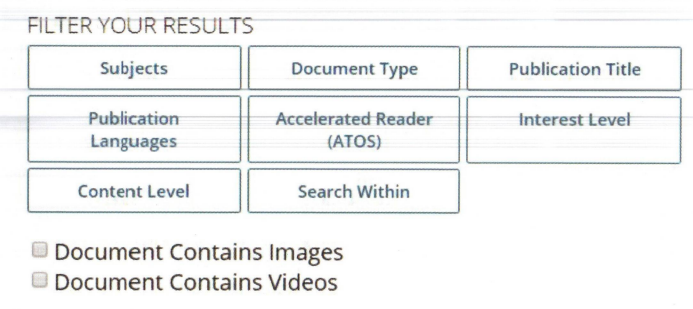 FILTER YOUR RESULTS
Subjects
Document Type
Publication Title
Publication
Languages
Accelerated Reader
(ATOS)
Interest Level
Content Level
Search Within
Document Contains Images
Document Contains Videos